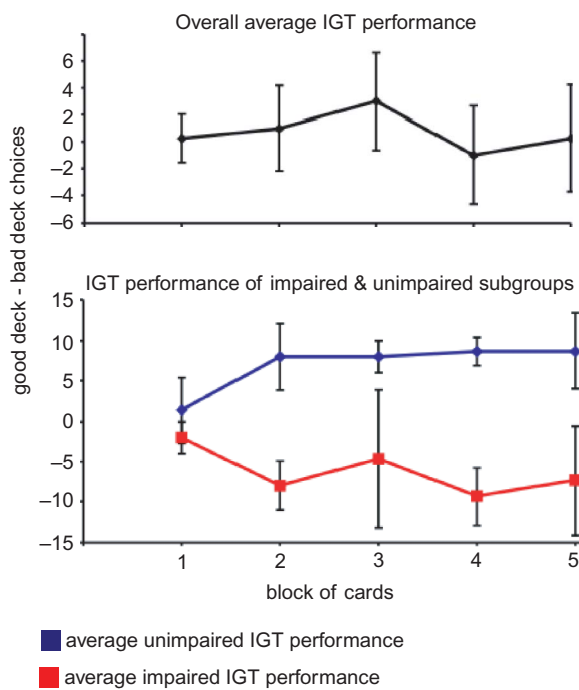 Overall average IGT performance
6
4
2
0
–2
–4
–6
good deck - bad deck choices
IGT performance of impaired & unimpaired subgroups
15
10
5
0
–5
–10
–15
1 2 3 4 5
block of cards
average unimpaired IGT performance
average impaired IGT performance